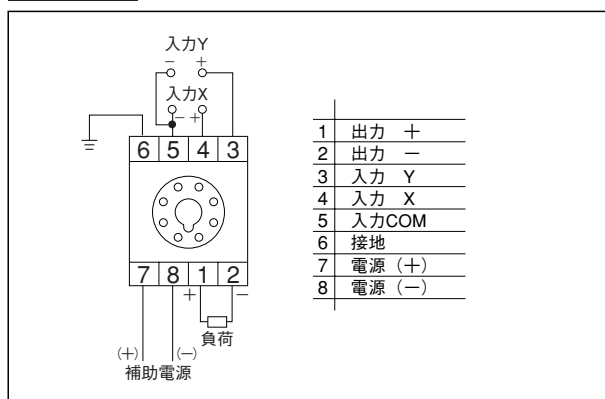 入力Y
− +
入力X
− +
6 5 4 3
7 8 1 2
+ −
負荷
(+) (−)
補助電源
1 出力 +
2 出力 −
3 入力 Y
4 入力 X
5 入力COM
6 接地
7 電源（+）
8 電源（−）